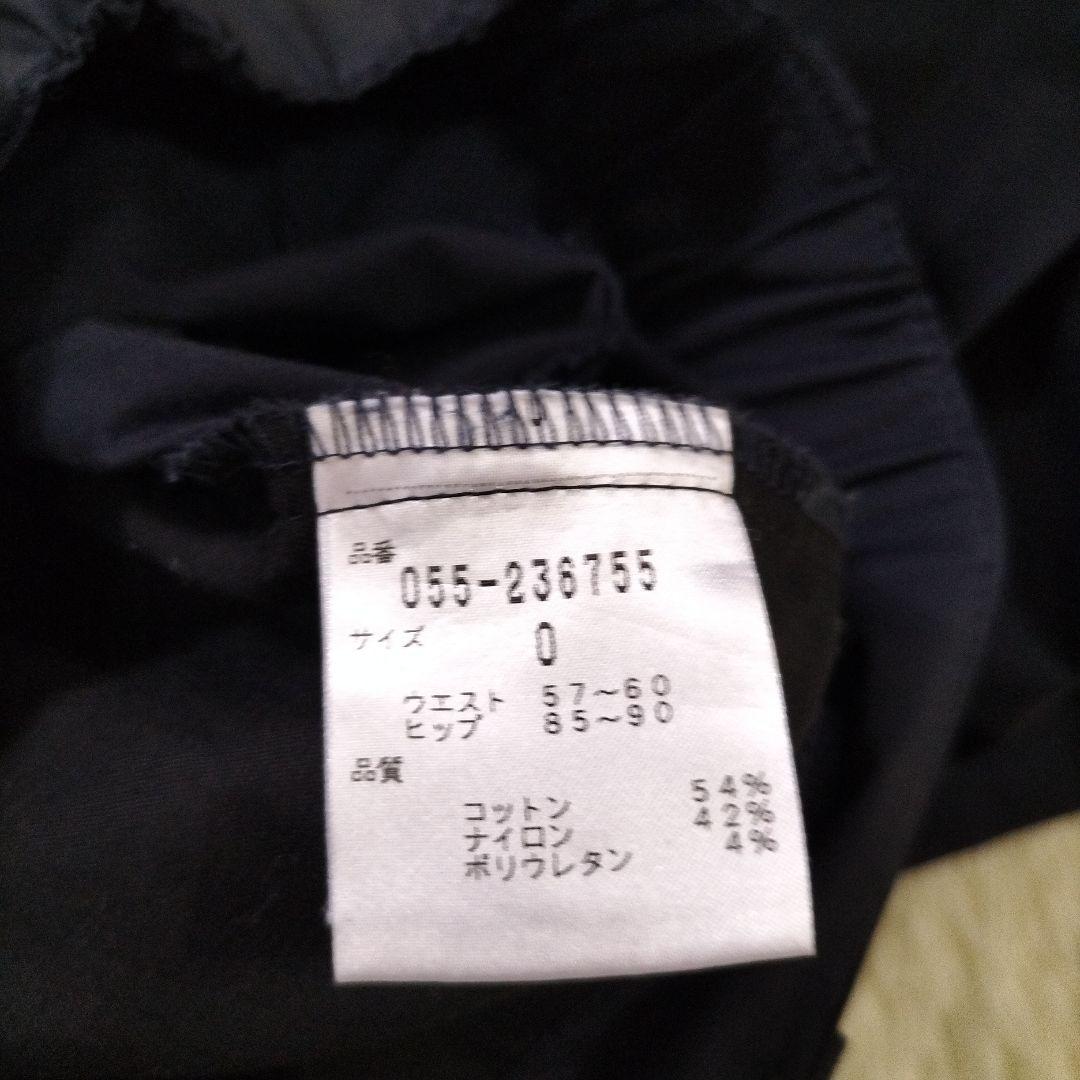 品番
055-236755
サイズ 0
ウエスト 57～60
ヒップ 85～90
品質
コットン 54%
ナイロン 42%
ポリウレタン 4%